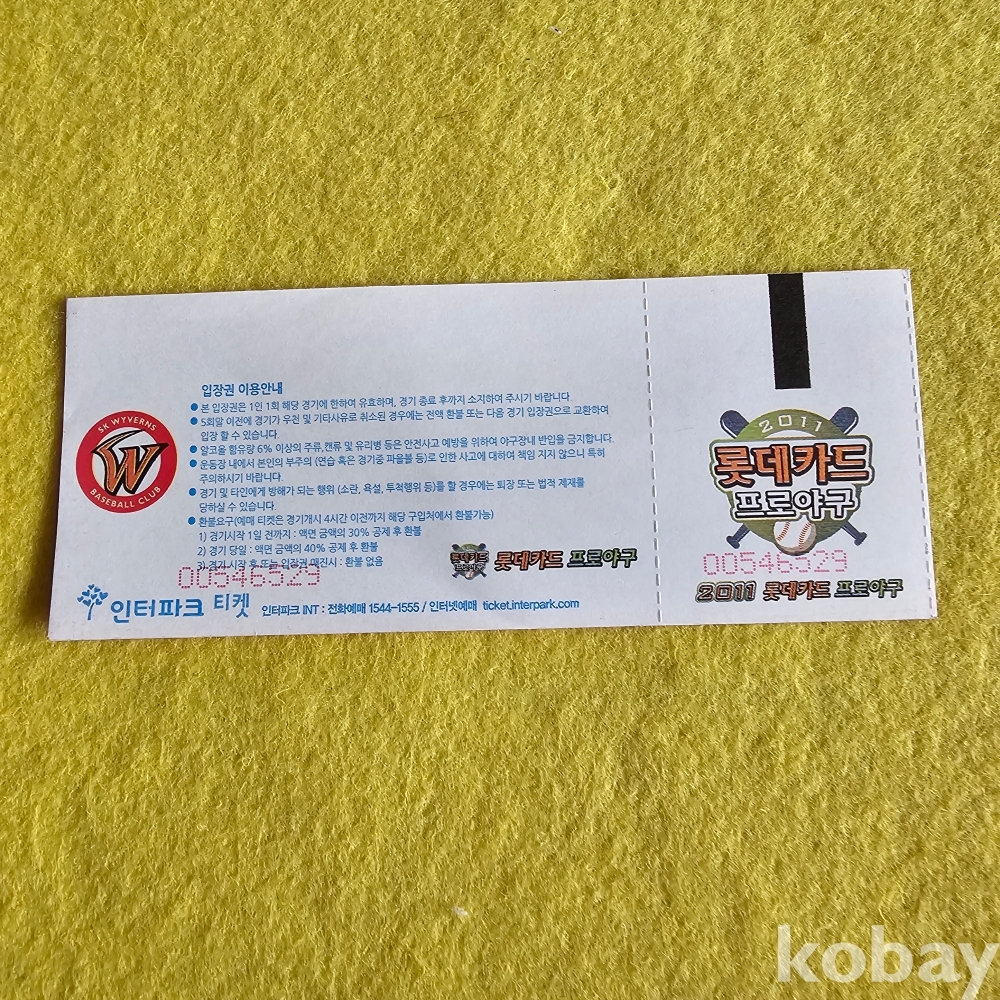 입장권 이용안내
● 본 입장권은 1인 1회 해당 경기에 한하여 유효하며, 경기 종료 후까지 소지하여 주시기 바랍니다.
● 5회말 이전에 경기가 우천 및 기타사유로 취소된 경우에는 전액 환불 또는 다음 경기 입장권으로 교환하여
입장 할 수 있습니다.
● 알코올 함유량 6% 이상의 주류,캔류 및 유리병 등은 안전사고 예방을 위하여 야구장내 반입을 금지합니다.
● 운동장 내에서 본인의 부주의 (연습 혹은 경기중 파울볼 등)로 인한 사고에 대하여 책임 지지 않으니 특히
주의하시기 바랍니다.
● 경기 및 타인에게 방해가 되는 행위 (소란, 욕설, 투척행위 등)를 할 경우에는 퇴장 또는 법적 제재를
당하실 수 있습니다.
● 환불요구(예매 티켓은 경기개시 4시간 이전까지 해당 구입처에서 환불가능)
1) 경기시작 1일 전까지 : 액면 금액의 30% 공제 후 환불
2) 경기 당일 : 액면 금액의 40% 공제 후 환불
3) 경기 시작 후 또는 입장권 매진시 : 환불 없음
00546529
SK WYVERNS
W
BASEBALL CLUB
롯데카드
프로야구
롯데카드 프로야구
인터파크 티켓 인터파크 INT : 전화예매 1544-1555 / 인터넷예매 ticket.interpark.com
2011
롯데카드
프로야구
00546529
2011 롯데카드 프로야구
kobay